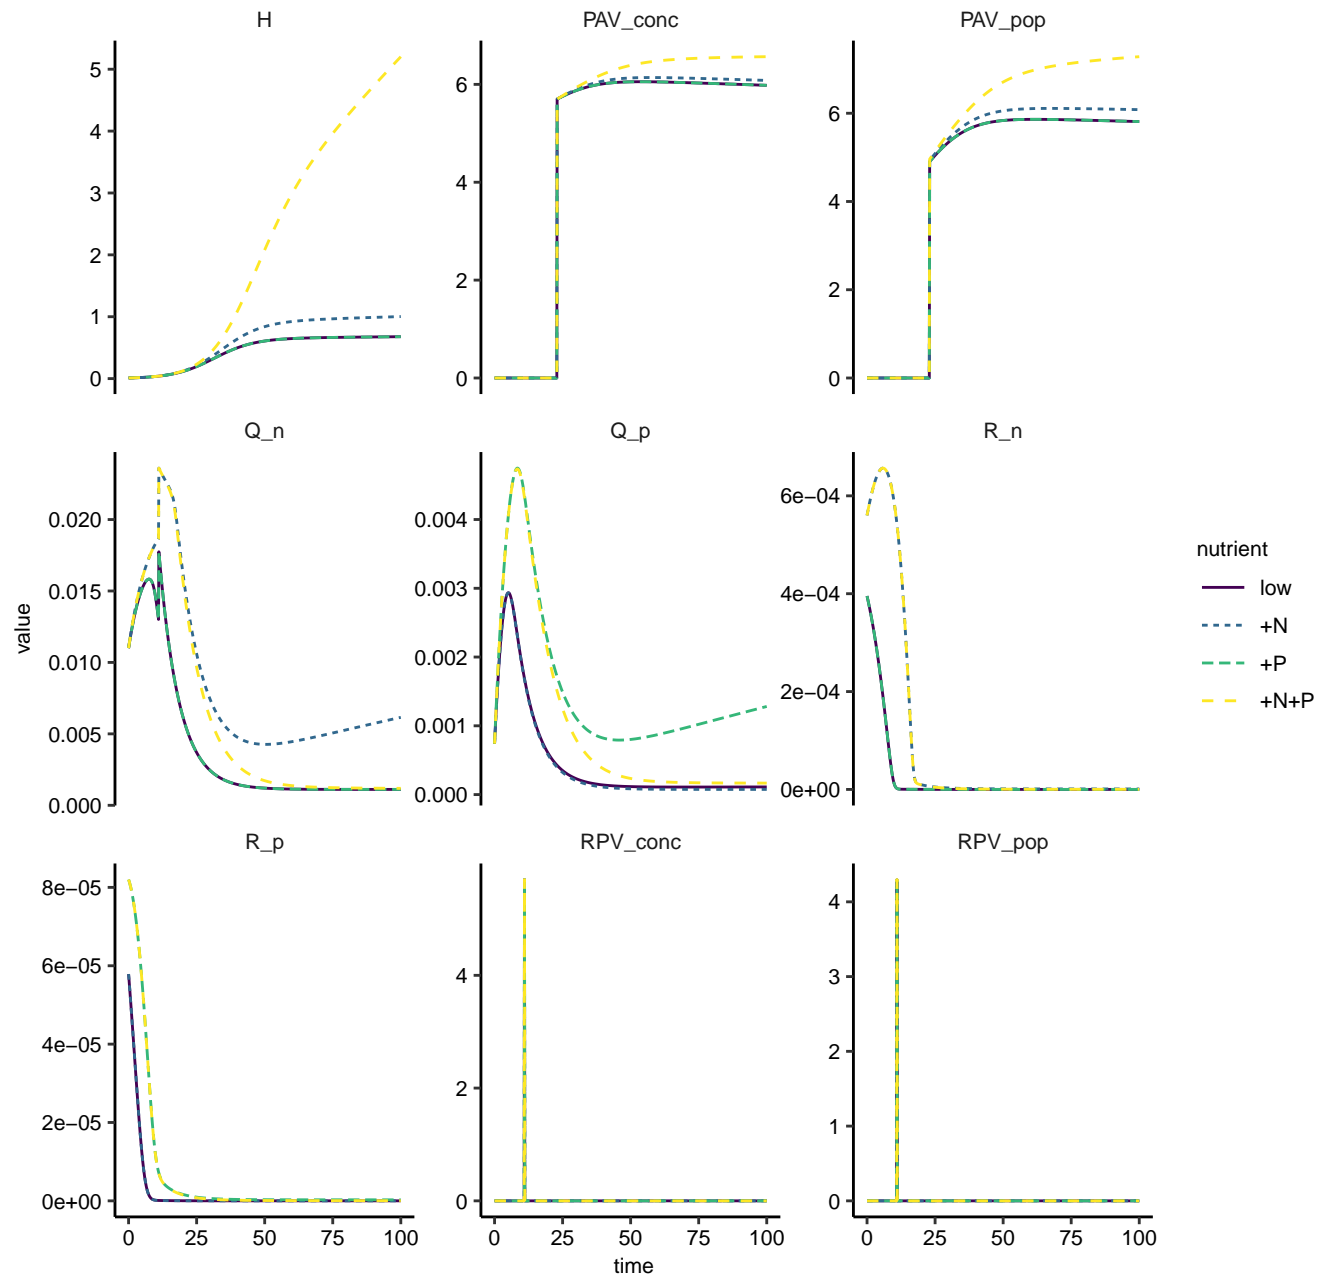 H PAV_conc PAV_pop
5
4
3
2
1
0
6
4
2
0
6
4
2
0
Q_n Q_p R_n
0.020
0.015
0.010
0.005
0.000
0.004
0.003
0.002
0.001
0.000
6e−04
4e−04
2e−04
0e+00
R_p RPV_conc RPV_pop
8e−05
6e−05
4e−05
2e−05
0e+00
4
2
0
4
3
2
1
0
0 25 50 75 100 0 25 50 75 100 0 25 50 75 100
time
value
nutrient
low
+N
+P
+N+P